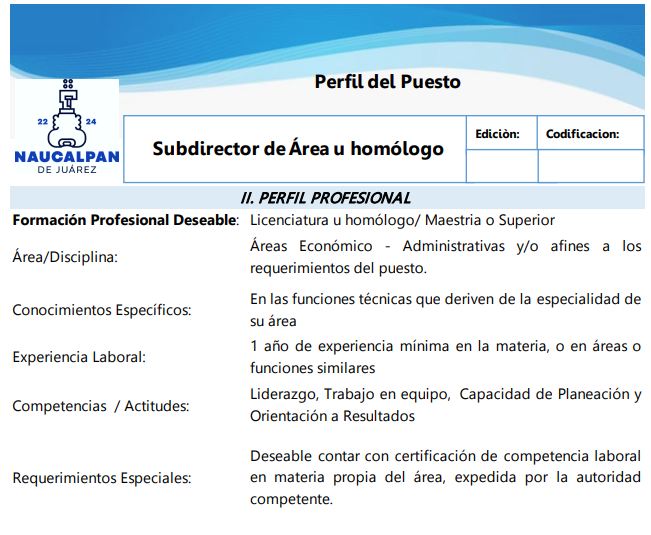 Perfil del Puesto
22 24
NAUCALPAN
DE JUÁREZ
Subdirector de Área u homólogo
Ediciòn:
Codificacion:
II. PERFIL PROFESIONAL
Formación Profesional Deseable: Licenciatura u homólogo/ Maestria o Superior
Área/Disciplina:
Áreas Económico - Administrativas y/o afines a los
requerimientos del puesto.
Conocimientos Específicos:
En las funciones técnicas que deriven de la especialidad de
su área
Experiencia Laboral:
1 año de experiencia mínima en la materia, o en áreas o
funciones similares
Competencias / Actitudes:
Liderazgo, Trabajo en equipo, Capacidad de Planeación y
Orientación a Resultados
Requerimientos Especiales:
Deseable contar con certificación de competencia laboral
en materia propia del área, expedida por la autoridad
competente.